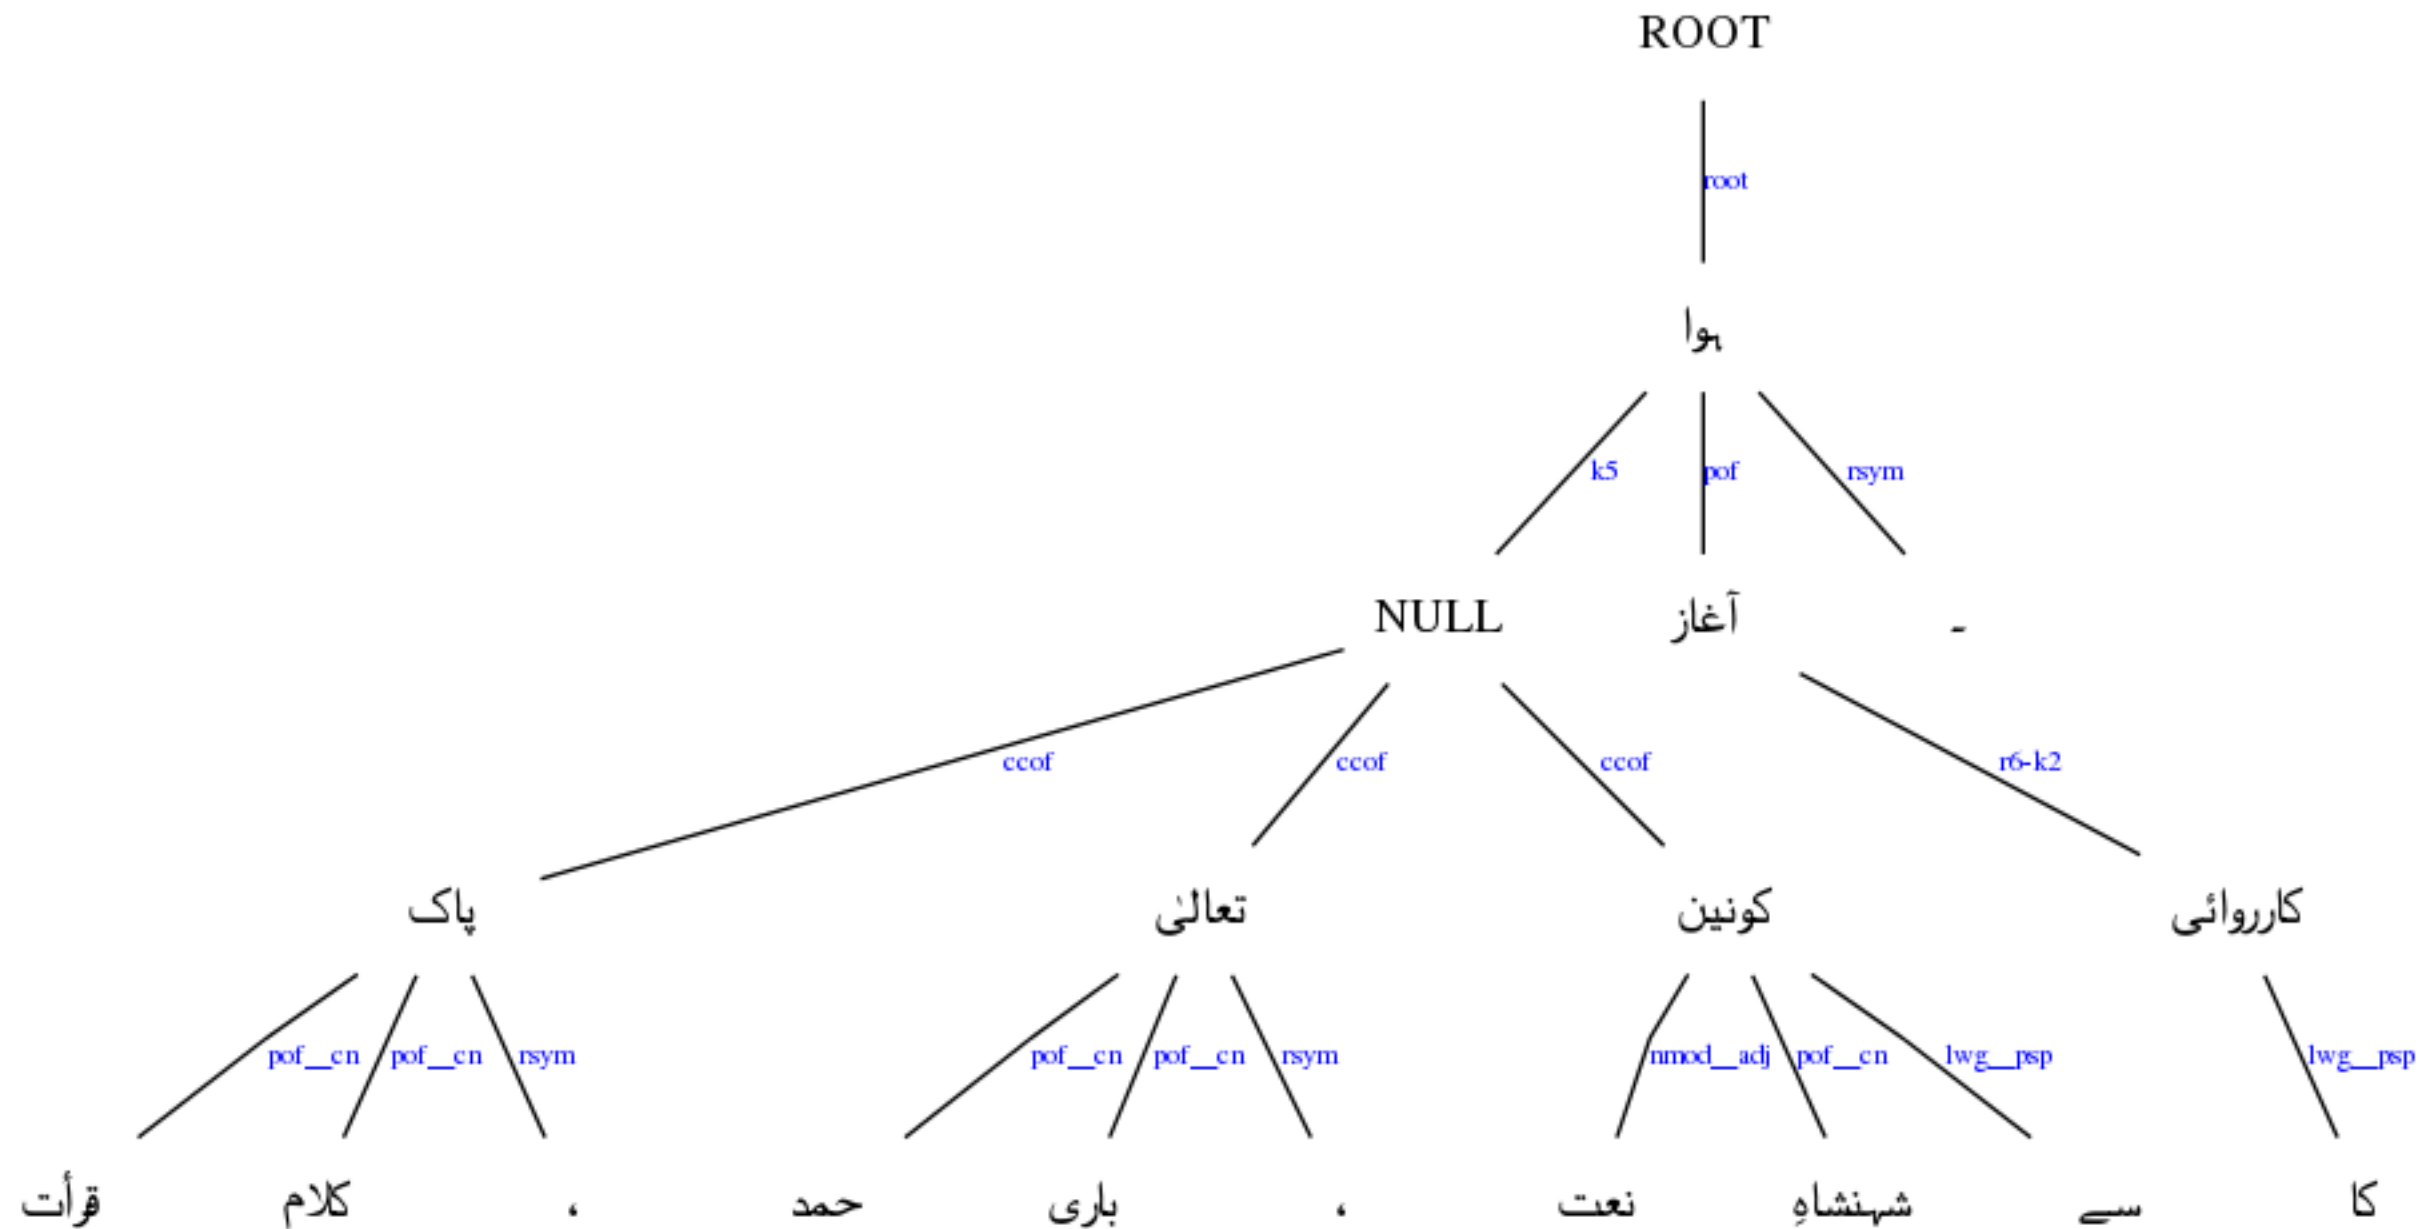 ROOT
root
ہوا
k5 pof rsym
NULL آغاز ۔
ccof ccof ccof r6-k2
پاک تعالیٰ کونین کارروائی
pof__cn pof__cn rsym pof__cn pof__cn rsym nmod__adj pof__cn lwg__psp lwg__psp
قرأت کلام ، حمد باری ، نعت شہنشاہِ سے کا